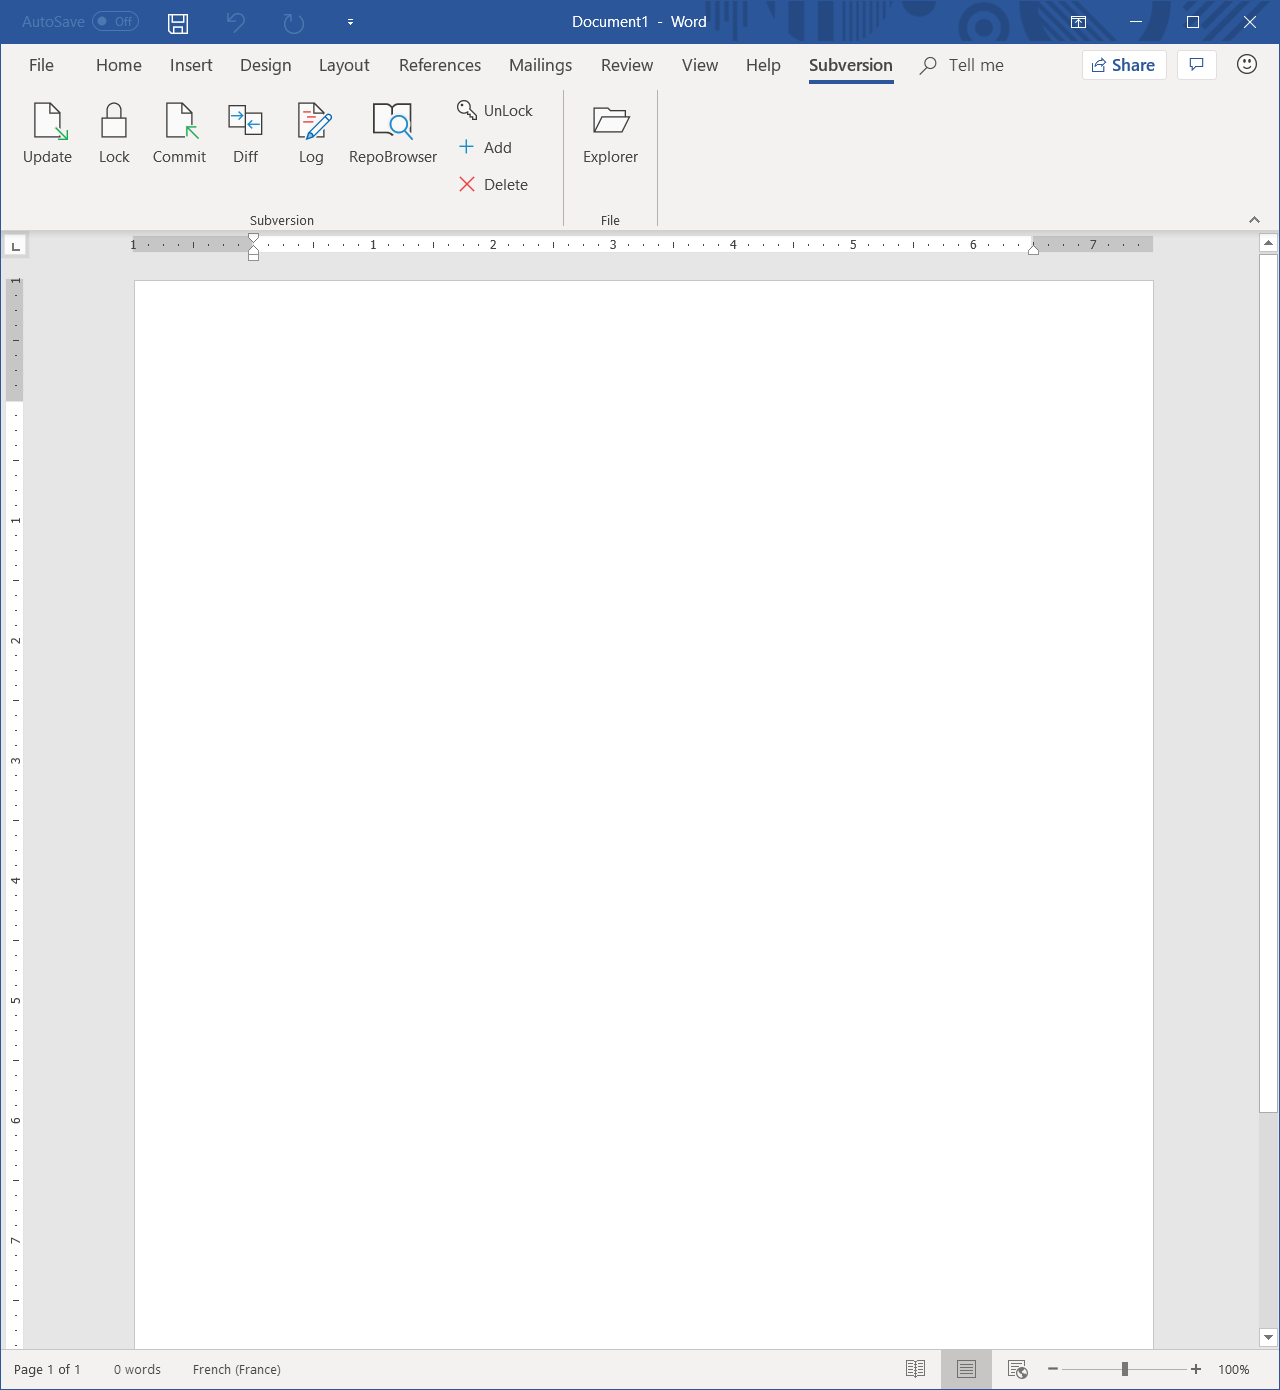 AutoSave Off Document1 - Word
File Home Insert Design Layout References Mailings Review View Help Subversion Tell me Share
Update Lock Commit Diff Log RepoBrowser UnLock Add Delete Explorer
Subversion File
1 1 2 3 4 5 6 7
1
1
2
3
4
5
6
7
Page 1 of 1 0 words French (France) 100%